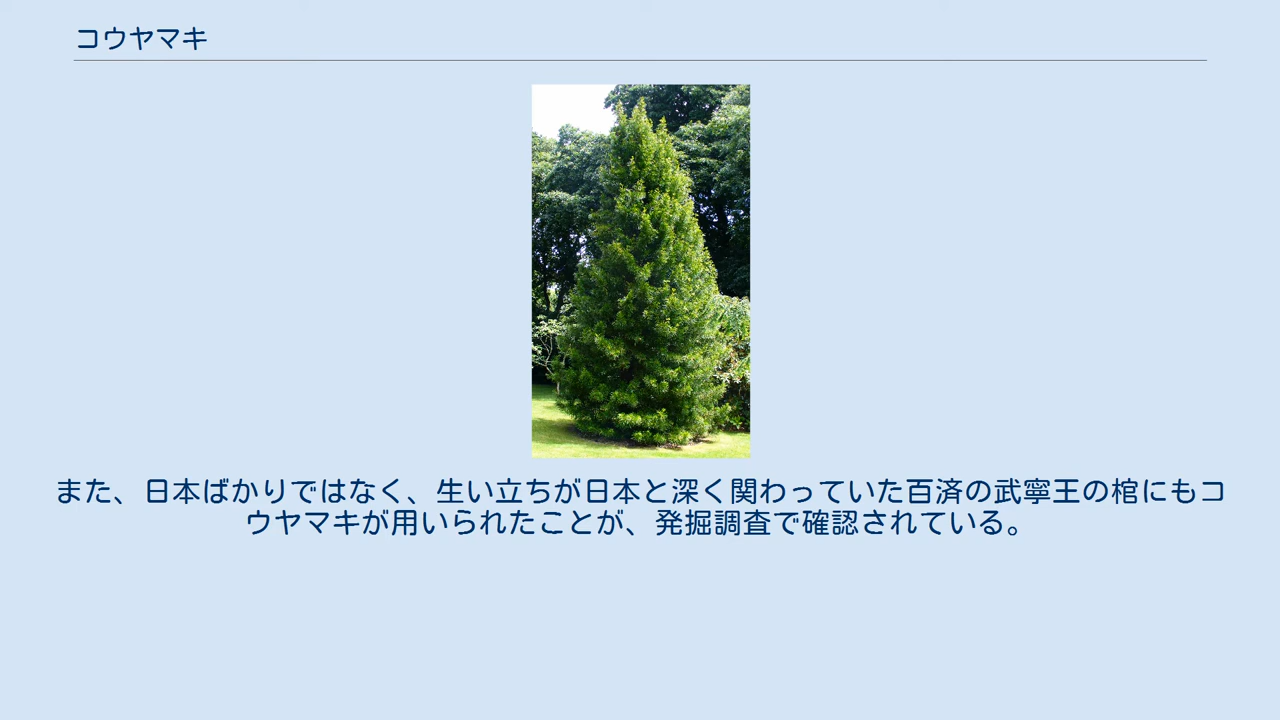 コウヤマキ
また、日本ばかりではなく、生い立ちが日本と深く関わっていた百済の武寧王の棺にもコ
ウヤマキが用いられたことが、発掘調査で確認されている。